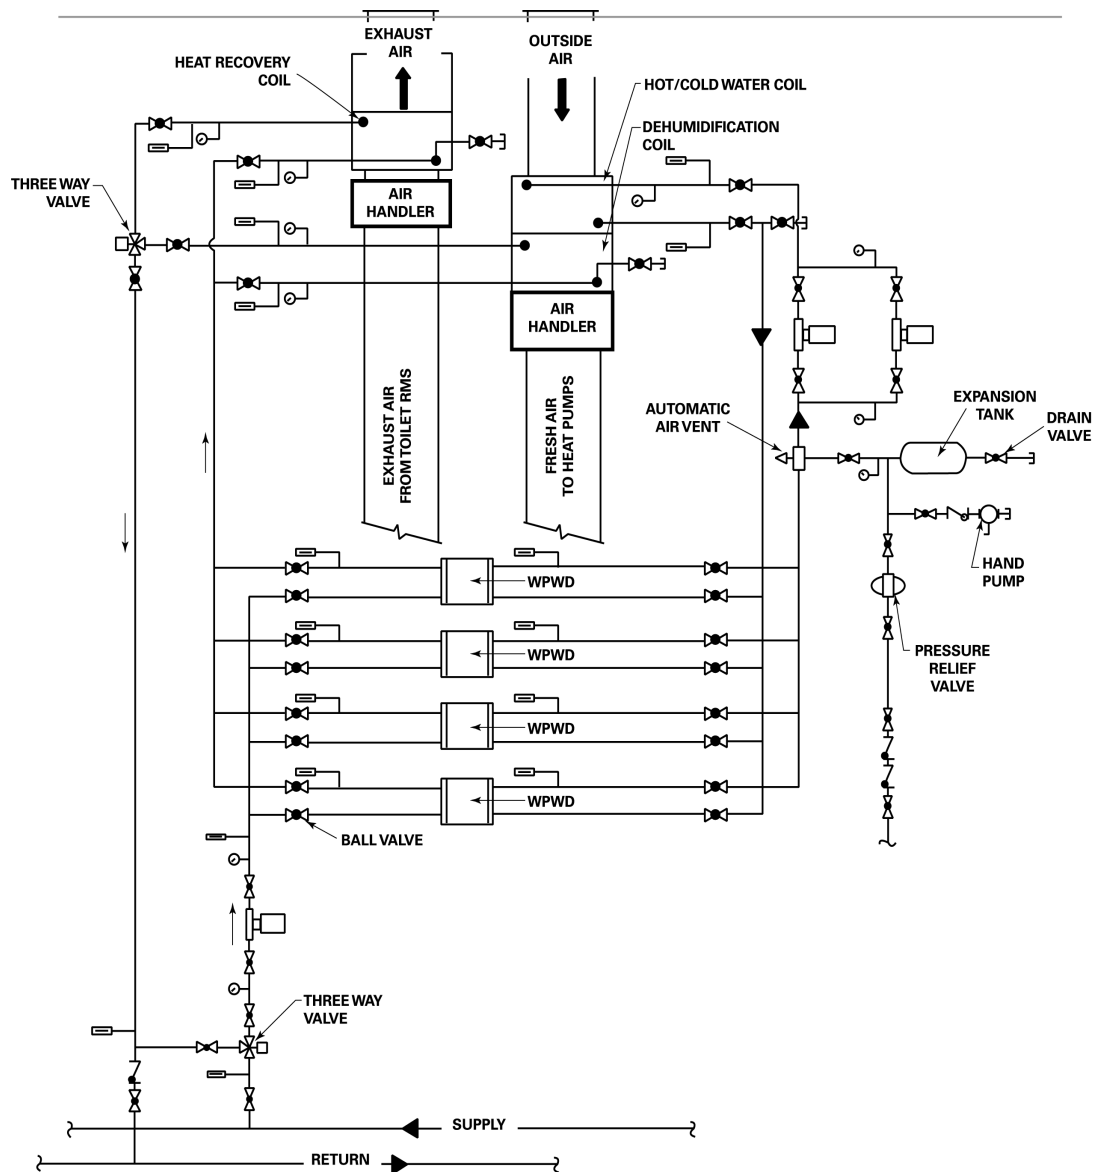 EXHAUST
AIR
OUTSIDE
AIR
HEAT RECOVERY
COIL
HOT/COLD WATER COIL
DEHUMIDIFICATION
COIL
THREE WAY
VALVE
AIR
HANDLER
AIR
HANDLER
EXHAUST AIR
FROM TOILET RMS
FRESH AIR
TO HEAT PUMPS
AUTOMATIC
AIR VENT
EXPANSION
TANK
DRAIN
VALVE
HAND
PUMP
PRESSURE
RELIEF
VALVE
WPWD
WPWD
WPWD
WPWD
BALL VALVE
THREE WAY
VALVE
SUPPLY
RETURN